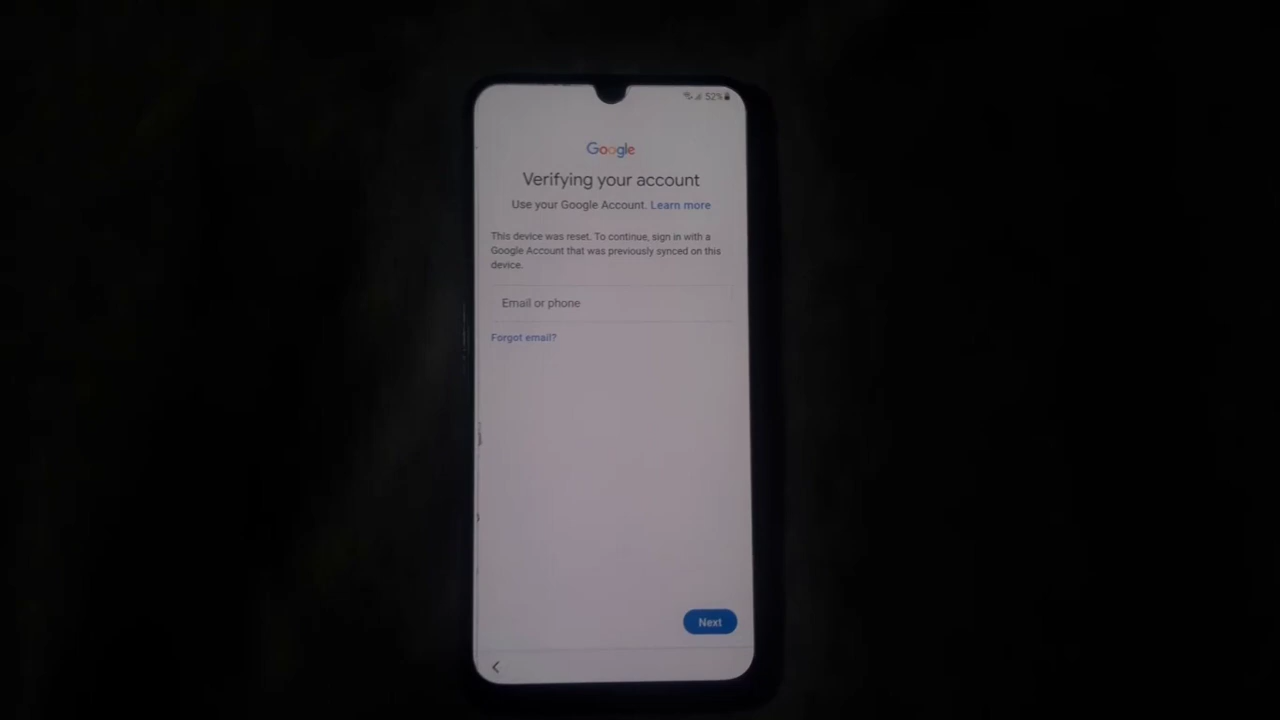 52%
Google
Verifying your account
Use your Google Account. Learn more
This device was reset. To continue, sign in with a
Google Account that was previously synced on this
device.
Email or phone
Forgot email?
Next